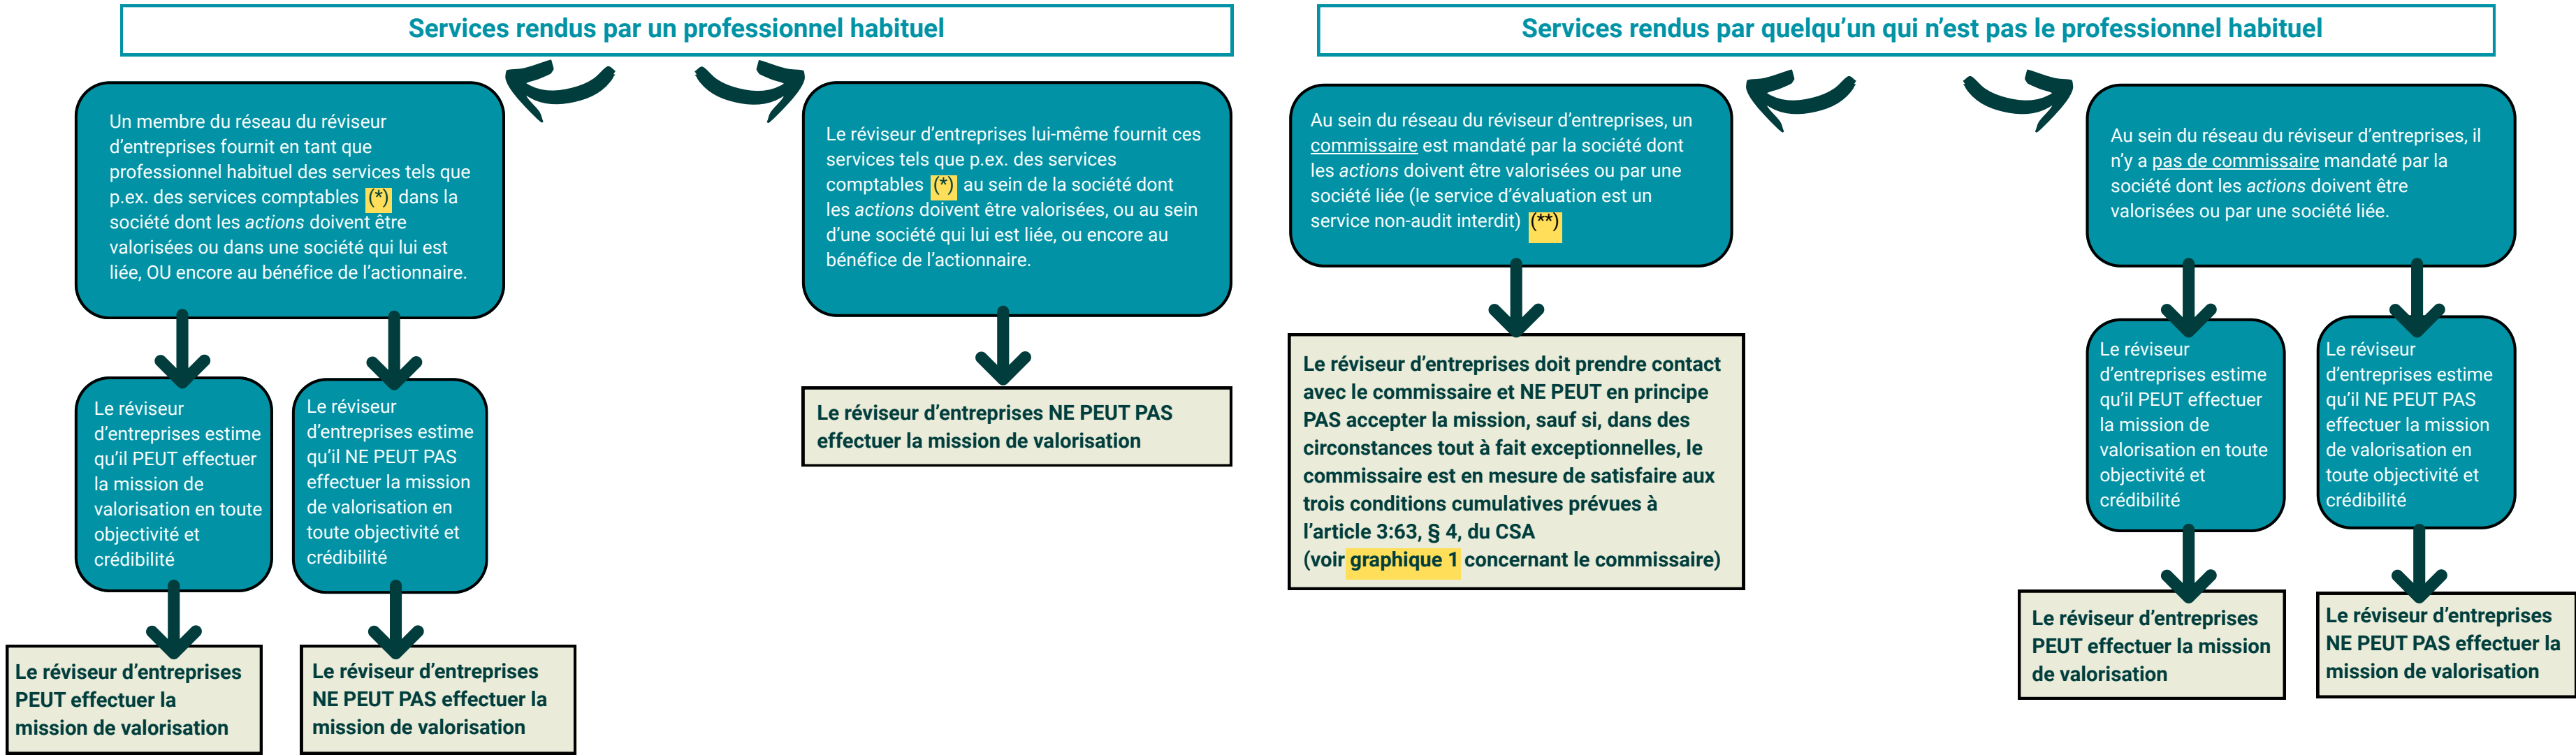 Services rendus par un professionnel habituel
Un membre du réseau du réviseur
d'entreprises fournit en tant que
professionnel habituel des services tels que
p.ex. des services comptables (*) dans la
société dont les actions doivent être
valorisées ou dans une société qui lui est
liée, OU encore au bénéfice de l'actionnaire.
Le réviseur
d'entreprises estime
qu'il PEUT effectuer
la mission de
valorisation en toute
objectivité et
crédibilité
Le réviseur d'entreprises
PEUT effectuer la
mission de valorisation
Le réviseur
d'entreprises estime
qu'il NE PEUT PAS
effectuer la mission
de valorisation en
toute objectivité et
crédibilité
Le réviseur d'entreprises
NE PEUT PAS effectuer la
mission de valorisation
Le réviseur d'entreprises lui-même fournit ces
services tels que p.ex. des services
comptables (*) au sein de la société dont
les actions doivent être valorisées, ou au sein
d'une société qui lui est liée, ou encore au
bénéfice de l'actionnaire.
Le réviseur d'entreprises NE PEUT PAS
effectuer la mission de valorisation
Services rendus par quelqu'un qui n'est pas le professionnel habituel
Au sein du réseau du réviseur d'entreprises, un
commissaire est mandaté par la société dont
les actions doivent être valorisées ou par une
société liée (le service d'évaluation est un
service non-audit interdit) (**)
Le réviseur d'entreprises doit prendre contact
avec le commissaire et NE PEUT en principe
PAS accepter la mission, sauf si, dans des
circonstances tout à fait exceptionnelles, le
commissaire est en mesure de satisfaire aux
trois conditions cumulatives prévues à
l'article 3:63, § 4, du CSA
(voir graphique 1 concernant le commissaire)
Au sein du réseau du réviseur d'entreprises, il
n'y a pas de commissaire mandaté par la
société dont les actions doivent être
valorisées ou par une société liée.
Le réviseur
d'entreprises estime
qu'il PEUT effectuer
la mission de
valorisation en toute
objectivité et
crédibilité
Le réviseur d'entreprises
PEUT effectuer la mission
de valorisation
Le réviseur
d'entreprises estime
qu'il NE PEUT PAS
effectuer la mission
de valorisation en
toute objectivité et
crédibilité
Le réviseur d'entreprises
NE PEUT PAS effectuer la
mission de valorisation